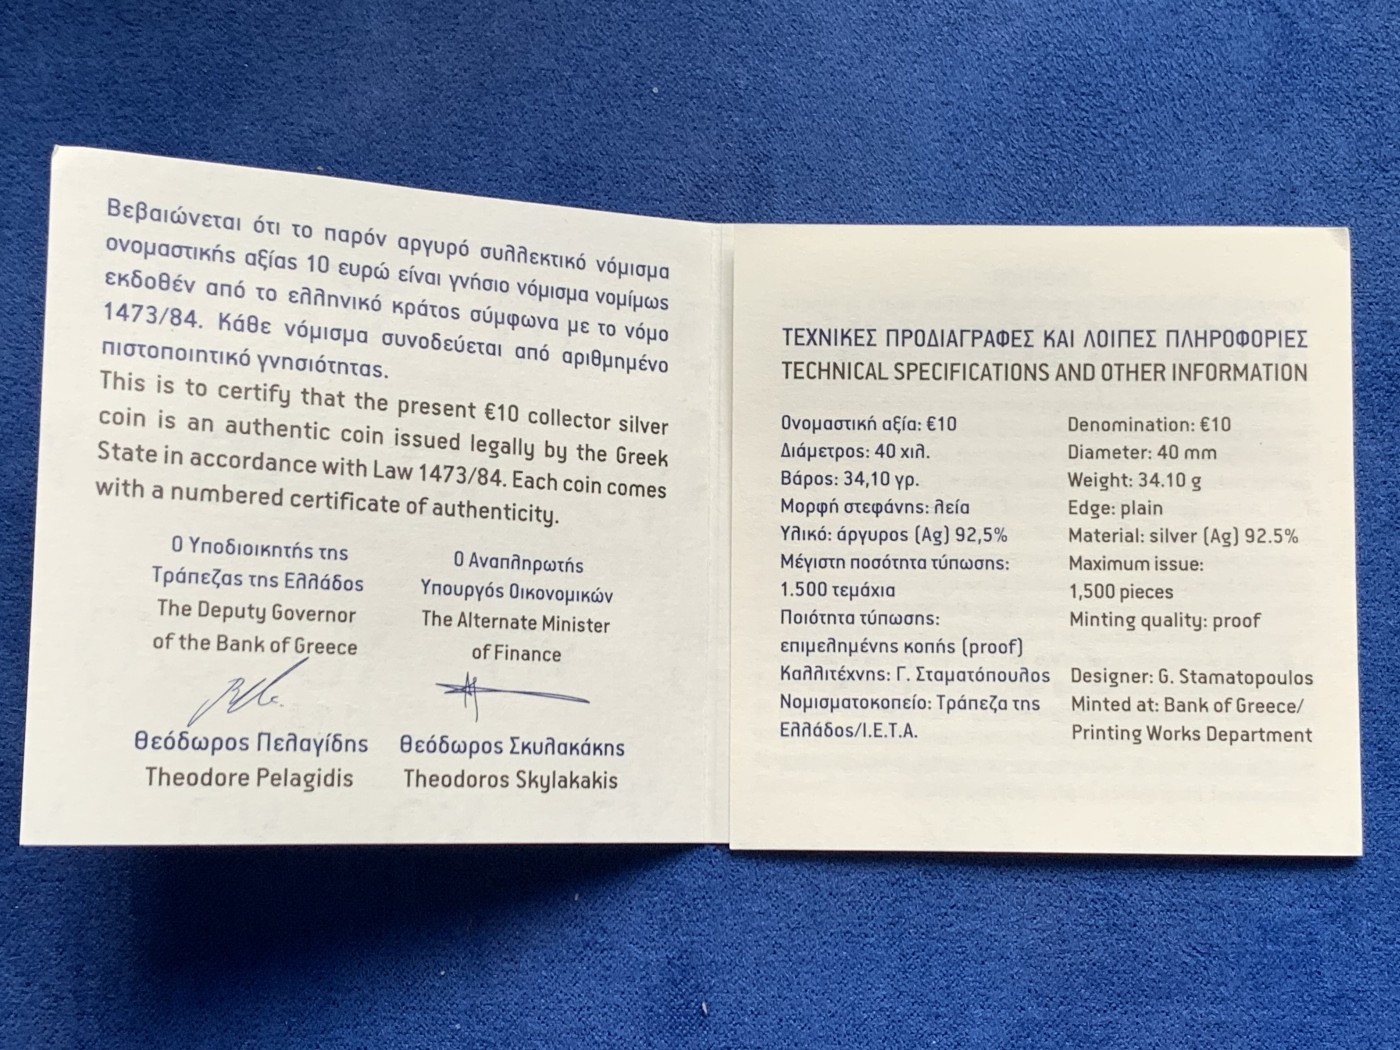 Βεβαιώνεται ότι το παρόν αργυρό συλλεκτικό νόμισμα
ονομαστικής αξίας 10 ευρώ είναι γνήσιο νόμισμα νομίμως
εκδοθέν από το ελληνικό κράτος σύμφωνα με το νόμο
1473/84. Κάθε νόμισμα συνοδεύεται από αριθμημένο
πιστοποιητικό γνησιότητας.
This is to certify that the present €10 collector silver
coin is an authentic coin issued legally by the Greek
State in accordance with Law 1473/84. Each coin comes
with a numbered certificate of authenticity.
Ο Υποδιοικητής της
Τράπεζας της Ελλάδος
The Deputy Governor
of the Bank of Greece
Θεόδωρος Πελαγίδης
Theodore Pelagidis
Ο Αναπληρωτής
Υπουργός Οικονομικών
The Alternate Minister
of Finance
Θεόδωρος Σκυλακάκης
Theodoros Skylakakis
ΤΕΧΝΙΚΕΣ ΠΡΟΔΙΑΓΡΑΦΕΣ ΚΑΙ ΛΟΙΠΕΣ ΠΛΗΡΟΦΟΡΙΕΣ
TECHNICAL SPECIFICATIONS AND OTHER INFORMATION
Ονομαστική αξία: €10
Διάμετρος: 40 χιλ.
Βάρος: 34,10 γρ.
Μορφή στεφάνης: λεία
Υλικό: άργυρος (Ag) 92,5%
Μέγιστη ποσότητα τύπωσης:
1.500 τεμάχια
Ποιότητα τύπωσης:
επιμελημένης κοπής (proof)
Καλλιτέχνης: Γ. Σταματόπουλος
Νομισματοκοπείο: Τράπεζα της
Ελλάδος/Ι.Ε.Τ.Α.
Denomination: €10
Diameter: 40 mm
Weight: 34.10 g
Edge: plain
Material: silver (Ag) 92.5%
Maximum issue:
1,500 pieces
Minting quality: proof
Designer: G. Stamatopoulos
Minted at: Bank of Greece/
Printing Works Department